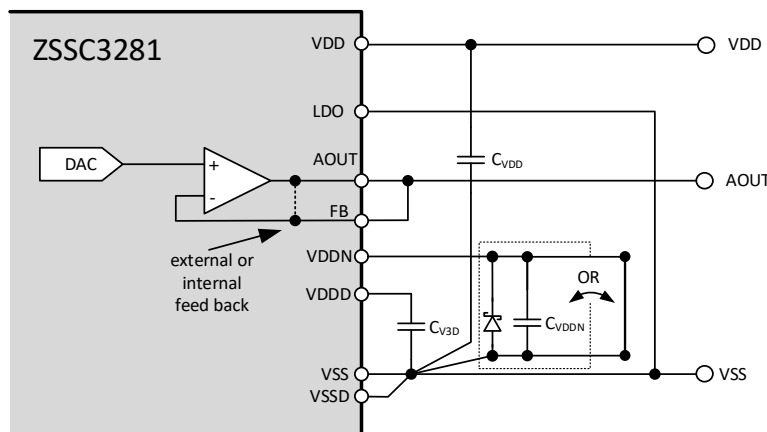 ZSSC3281
VDD
VDD
LDO
DAC
+
-
AOUT
AOUT
CVDD
FB
external or
internal
feed back
VDDN
OR
VDDD
CV3D
CVDDN
VSS
VSS
VSSD